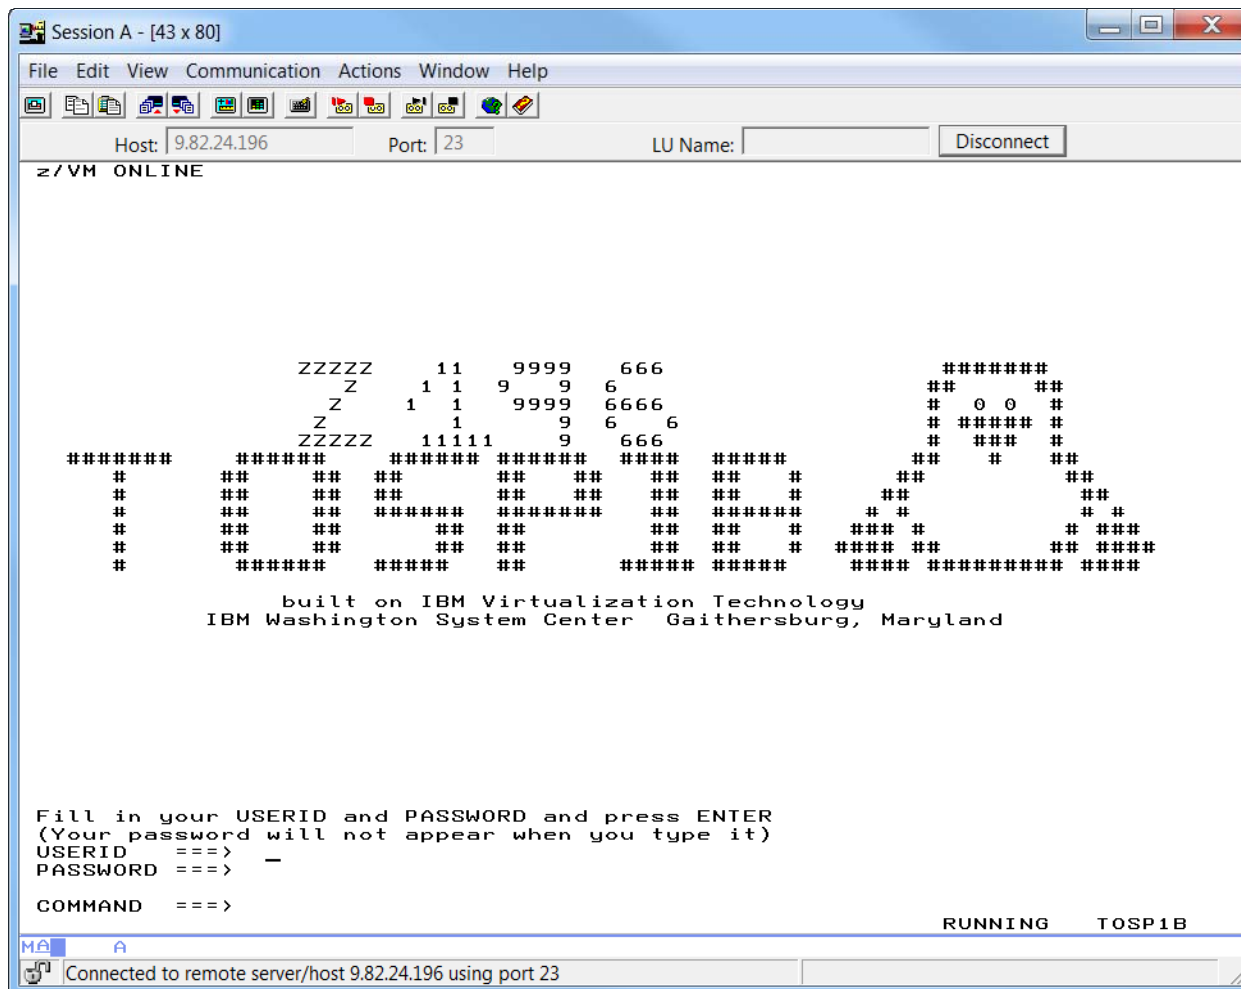 Session A - [43 x 80]
File Edit View Communication Actions Window Help
Host: 9.82.24.196 Port: 23 LU Name: Disconnect
z/VM ONLINE
ZZZZZ    11   9999   666                  #######
Z    1 1  9   9  6                    ##     ##
Z    1  1   9999  6666                 #  0 0  #
Z        1      9  6   6                # ##### #
ZZZZZ   11111    9   666                 #  ###  #
#######    ######    ###### ######  ####  #####        ##   #   ##
#      ##    ##  ##      ##   ##   ##  ##   #      ##         ##
#      ##    ##  ##      ##   ##   ##  ##   #     ##           ##
#      ##    ##  ######  #######   ##  ######    # #           # #
#      ##    ##      ##  ##        ##  ##   #   ### #         # ###
#      ##    ##      ##  ##        ##  ##   #  #### ##       ## ####
#       ######   #####   ##      ##### #####    #### ######### ####
built on IBM Virtualization Technology
IBM Washington System Center  Gaithersburg, Maryland
Fill in your USERID and PASSWORD and press ENTER
(Your password will not appear when you type it)
USERID   ===>  _
PASSWORD ===>
COMMAND  ===>
RUNNING   TOSP1B
MA   A
Connected to remote server/host 9.82.24.196 using port 23